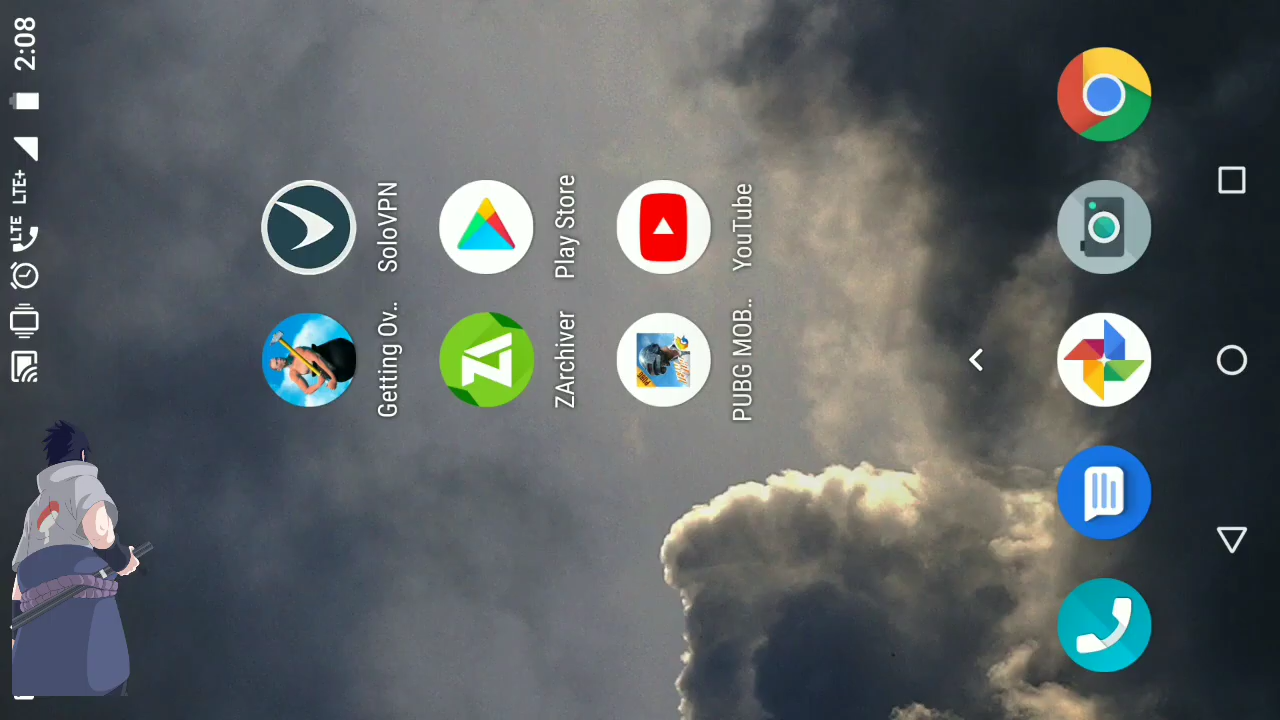 LTE LTE+ 2:08
Getting Ov..
SoloVPN
ZArchiver
Play Store
PUBG MOB..
YouTube